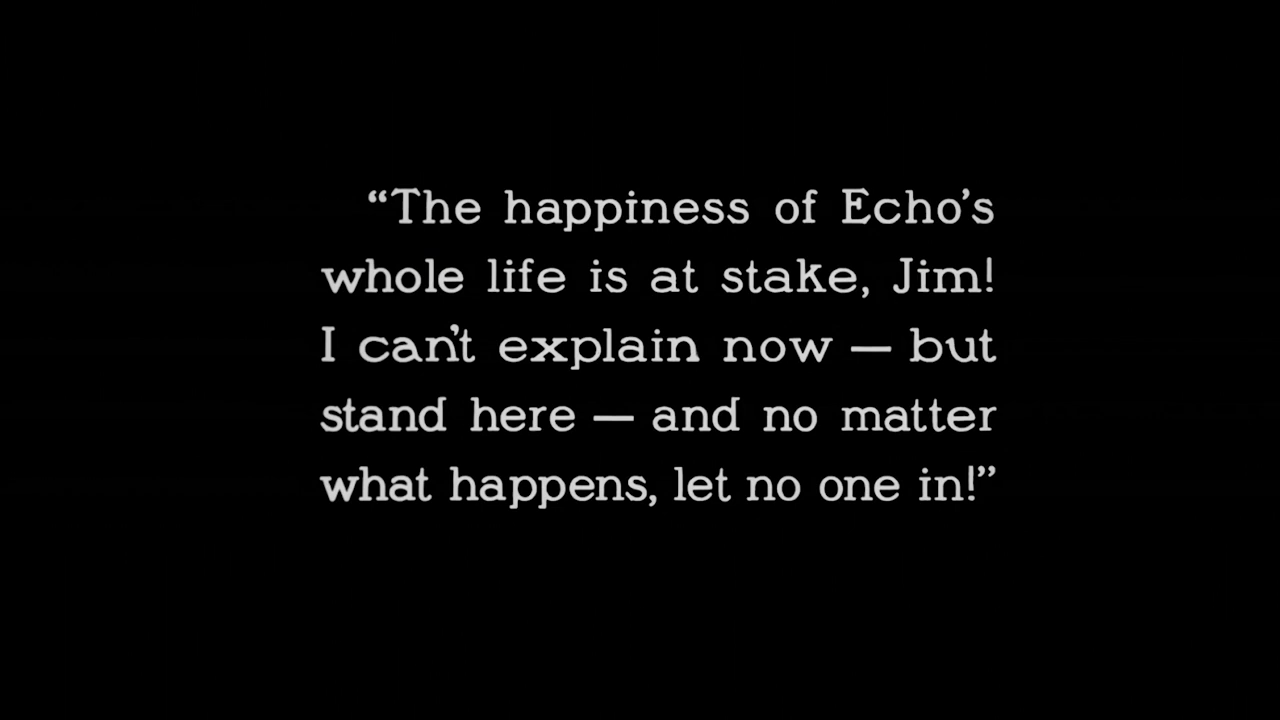 “The happiness of Echo’s
whole life is at stake, Jim!
I can’t explain now — but
stand here — and no matter
what happens, let no one in!”